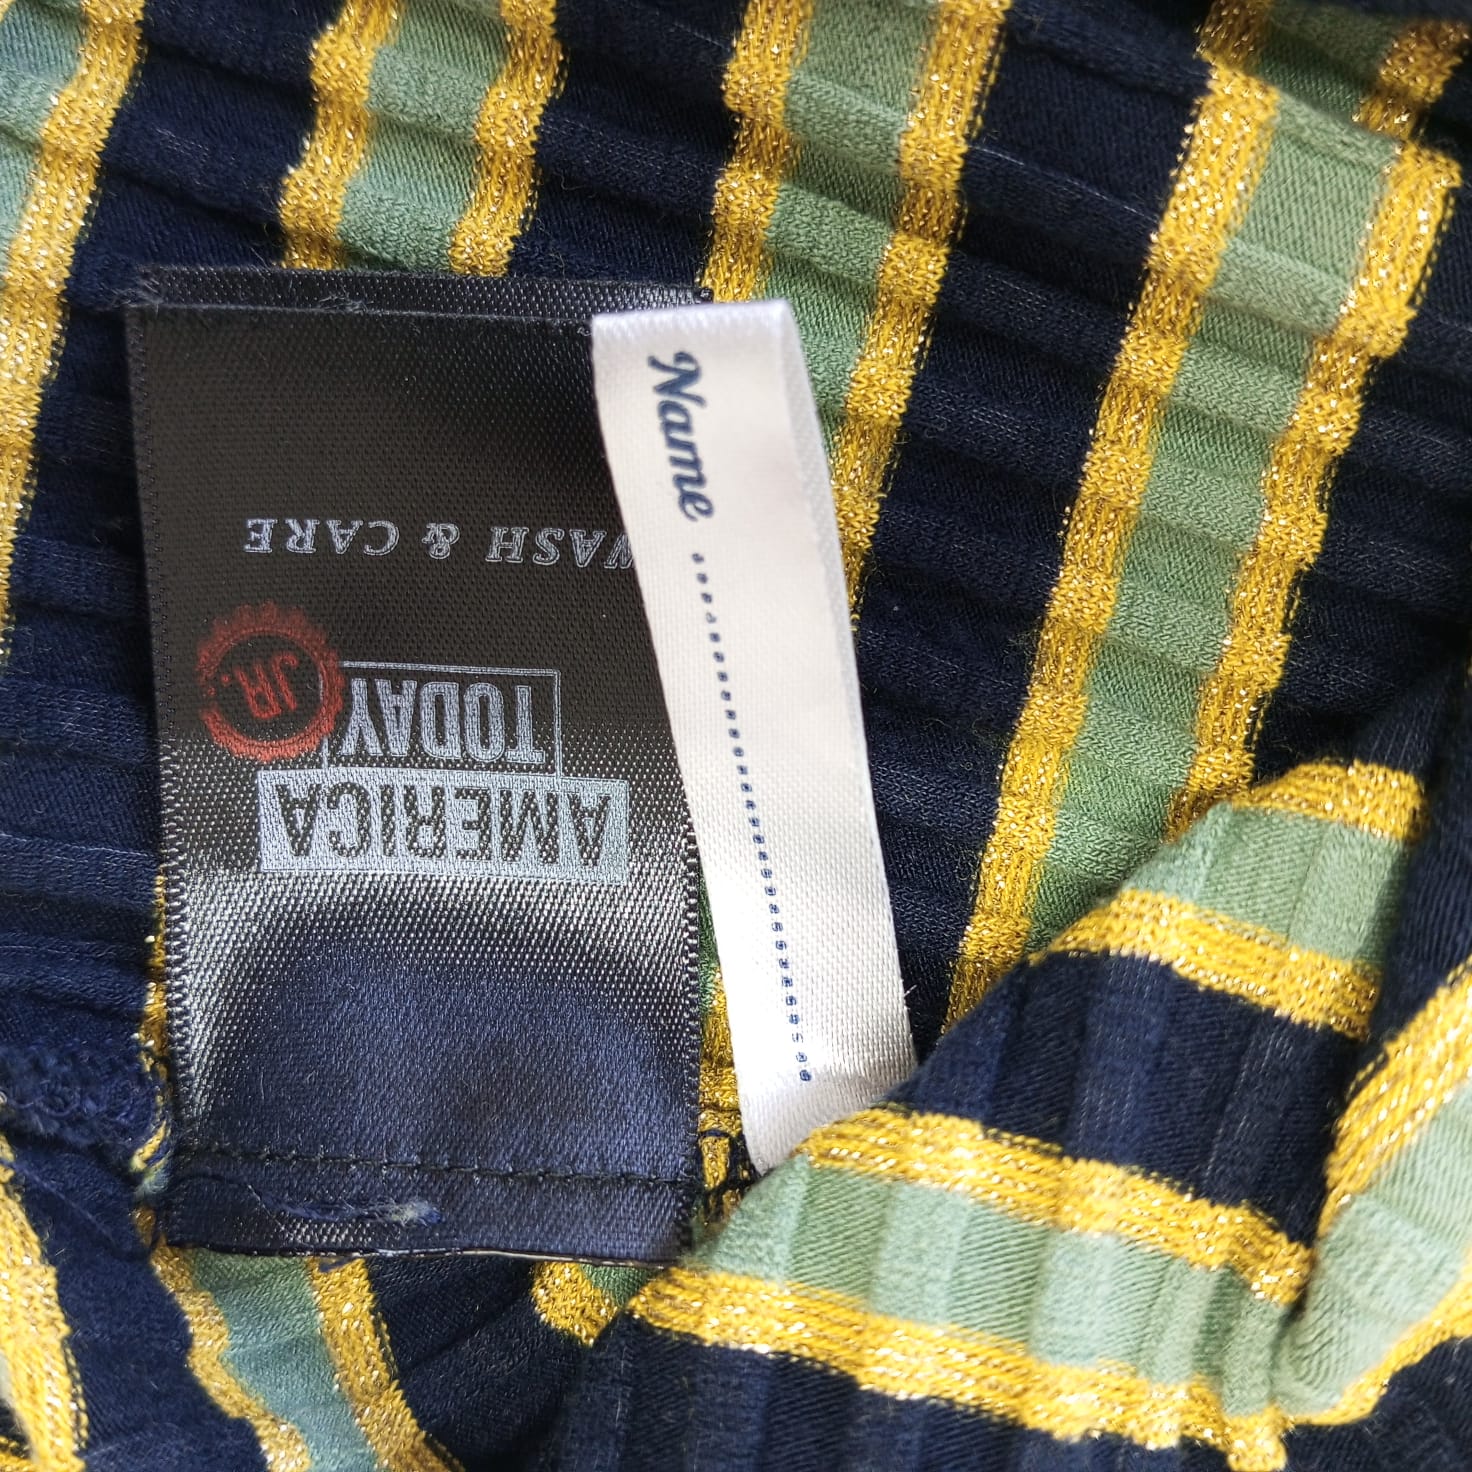 AMERICA
TODAY
JR.
WASH & CARE
Name ........................................